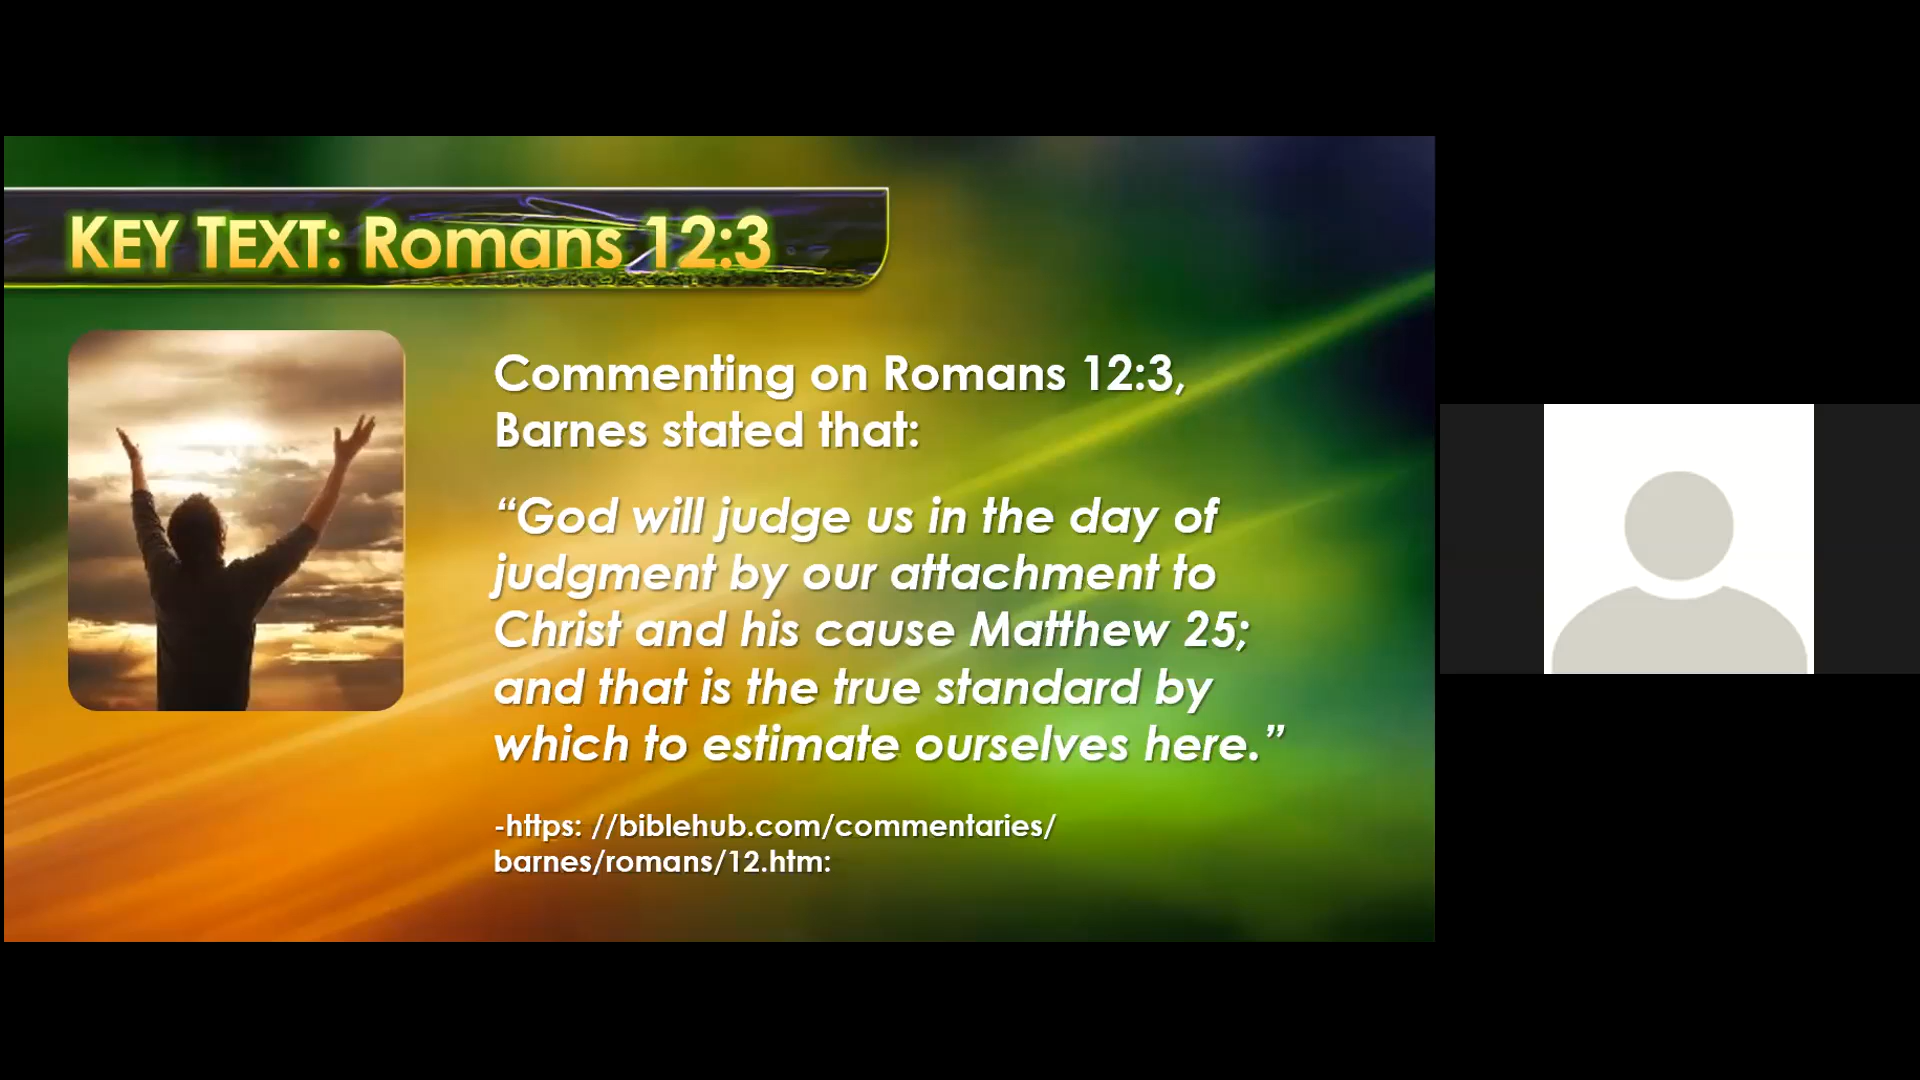 KEY TEXT: Romans 12:3
Commenting on Romans 12:3,
Barnes stated that:
“God will judge us in the day of
judgment by our attachment to
Christ and his cause Matthew 25;
and that is the true standard by
which to estimate ourselves here.”
-https: //biblehub.com/commentaries/
barnes/romans/12.htm: